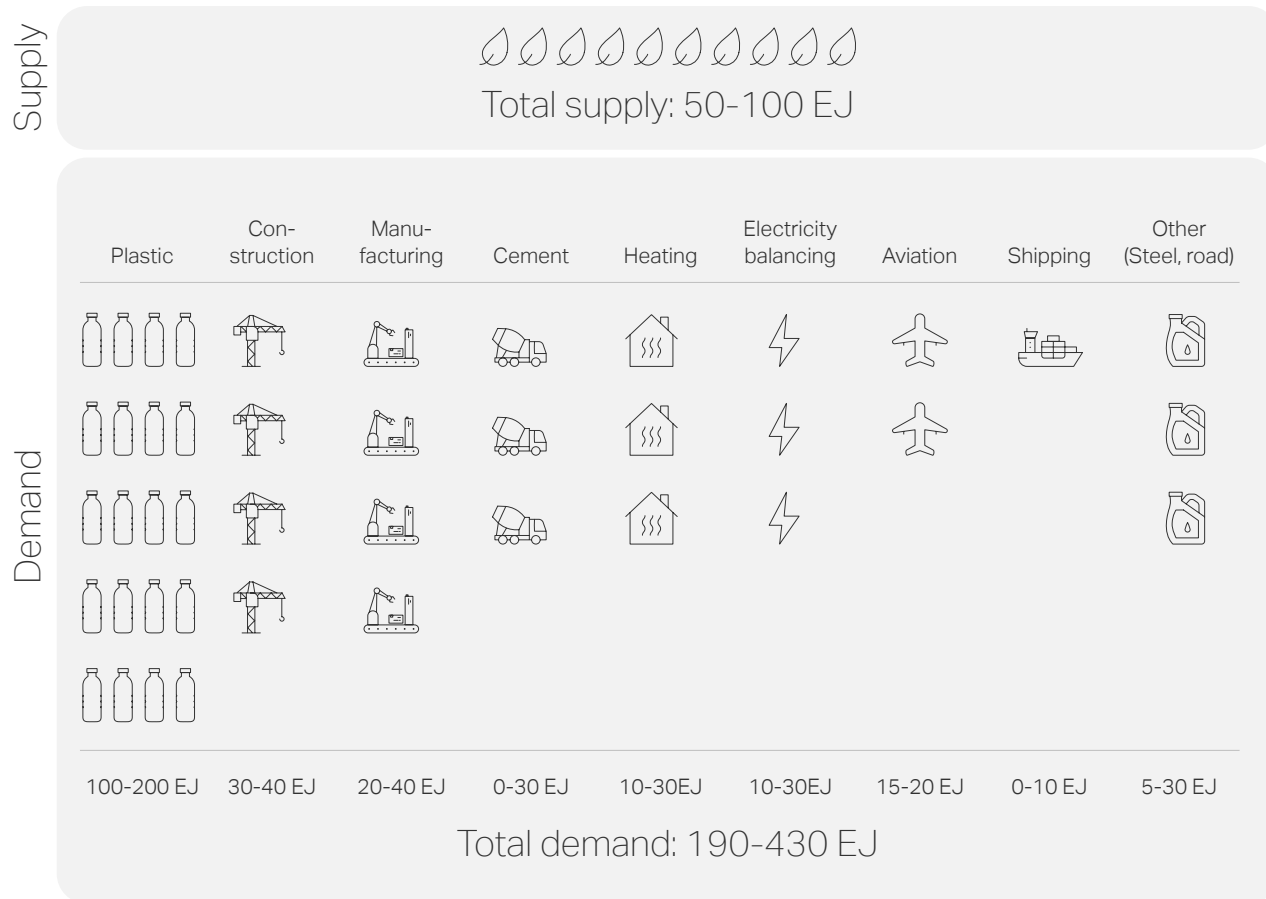 Supply
Total supply: 50-100 EJ
Demand
Plastic
Con-
struction
Manu-
facturing
Cement
Heating
Electricity
balancing
Aviation
Shipping
Other
(Steel, road)
100-200 EJ
30-40 EJ
20-40 EJ
0-30 EJ
10-30EJ
10-30EJ
15-20 EJ
0-10 EJ
5-30 EJ
Total demand: 190-430 EJ